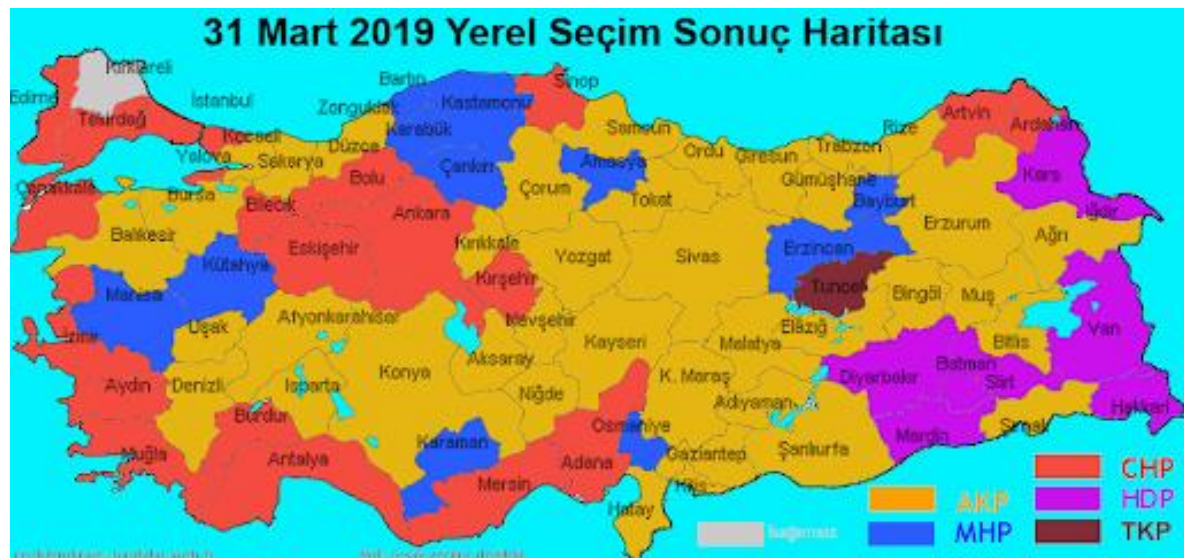 31 Mart 2019 Yerel Seçim Sonuç Haritası
Kırklareli
Edirne
Tekirdağ
İstanbul
Kocaeli
Yalova
Sakarya
Düzce
Zonguldak
Bartın
Karabük
Kastamonu
Çankırı
Sinop
Samsun
Amasya
Çorum
Tokat
Ordu
Giresun
Gümüşhane
Trabzon
Rize
Bayburt
Artvin
Ardahan
Kars
Iğdır
Erzurum
Ağrı
Çanakkale
Bursa
Balıkesir
Bilecik
Bolu
Ankara
Eskişehir
Kütahya
Kırıkkale
Kırşehir
Yozgat
Sivas
Erzincan
Tunceli
Bingöl
Muş
Elazığ
Bitlis
Van
Manisa
İzmir
Uşak
Afyonkarahisar
Nevşehir
Aksaray
Kayseri
Malatya
Diyarbakır
Batman
Siirt
Hakkari
Aydın
Denizli
Isparta
Konya
Niğde
K. Maraş
Adıyaman
Mardin
Şırnak
Burdur
Muğla
Antalya
Karaman
Mersin
Adana
Osmaniye
Gaziantep
Şanlıurfa
Kilis
Hatay
CHP
AKP
HDP
bağımsız
MHP
TKP